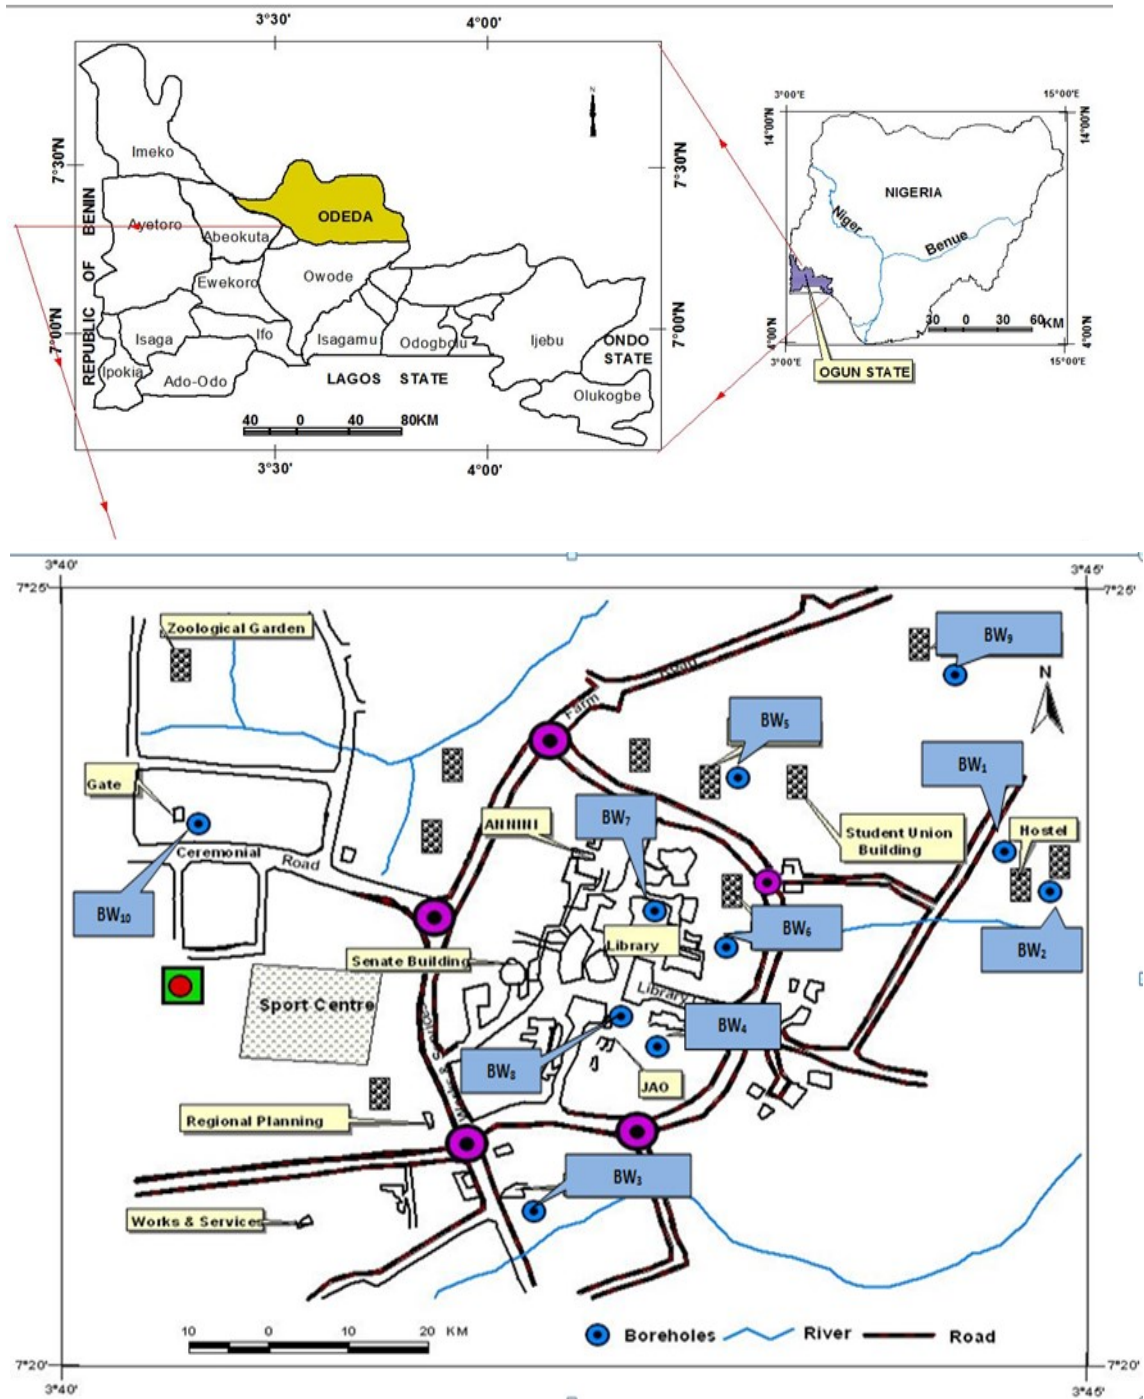 3°30' 4°00'
3°00'E 15°00'E
14°00'N 14°00'N
N
7°30'N 7°30'N
Imeko
NIGERIA
REPUBLIC OF BENIN
ODEDA
Ayetoro
Abeokuta
Niger
Benue
Ewekoro
Owode
7°00'N 7°00'N
Isaga
Ifo
Isagamu
Odogbolu
Ijebu
ONDO
STATE
30 0 30 60 KM
4°00'N 4°00'N
3°00'E 15°00'E
OGUN STATE
Ipokia
Ado-Odo
LAGOS STATE
Olukogbe
40 0 40 80KM
3°30' 4°00'
3°40' 3°45'
7°25' 7°25'
Zoological Garden
BW9
Road
Farm
N
BW5
BW1
Gate
ANNINI
BW7
Student Union
Building
Hostel
Ceremonial Road
BW10
BW6
Library
BW2
Senate Building
Sport Centre
Library
BW4
BW8
JAO
Regional Planning
BW3
Works & Service
10 0 10 20 KM
Boreholes River Road
7°20' 7°20'
3°40' 3°45'